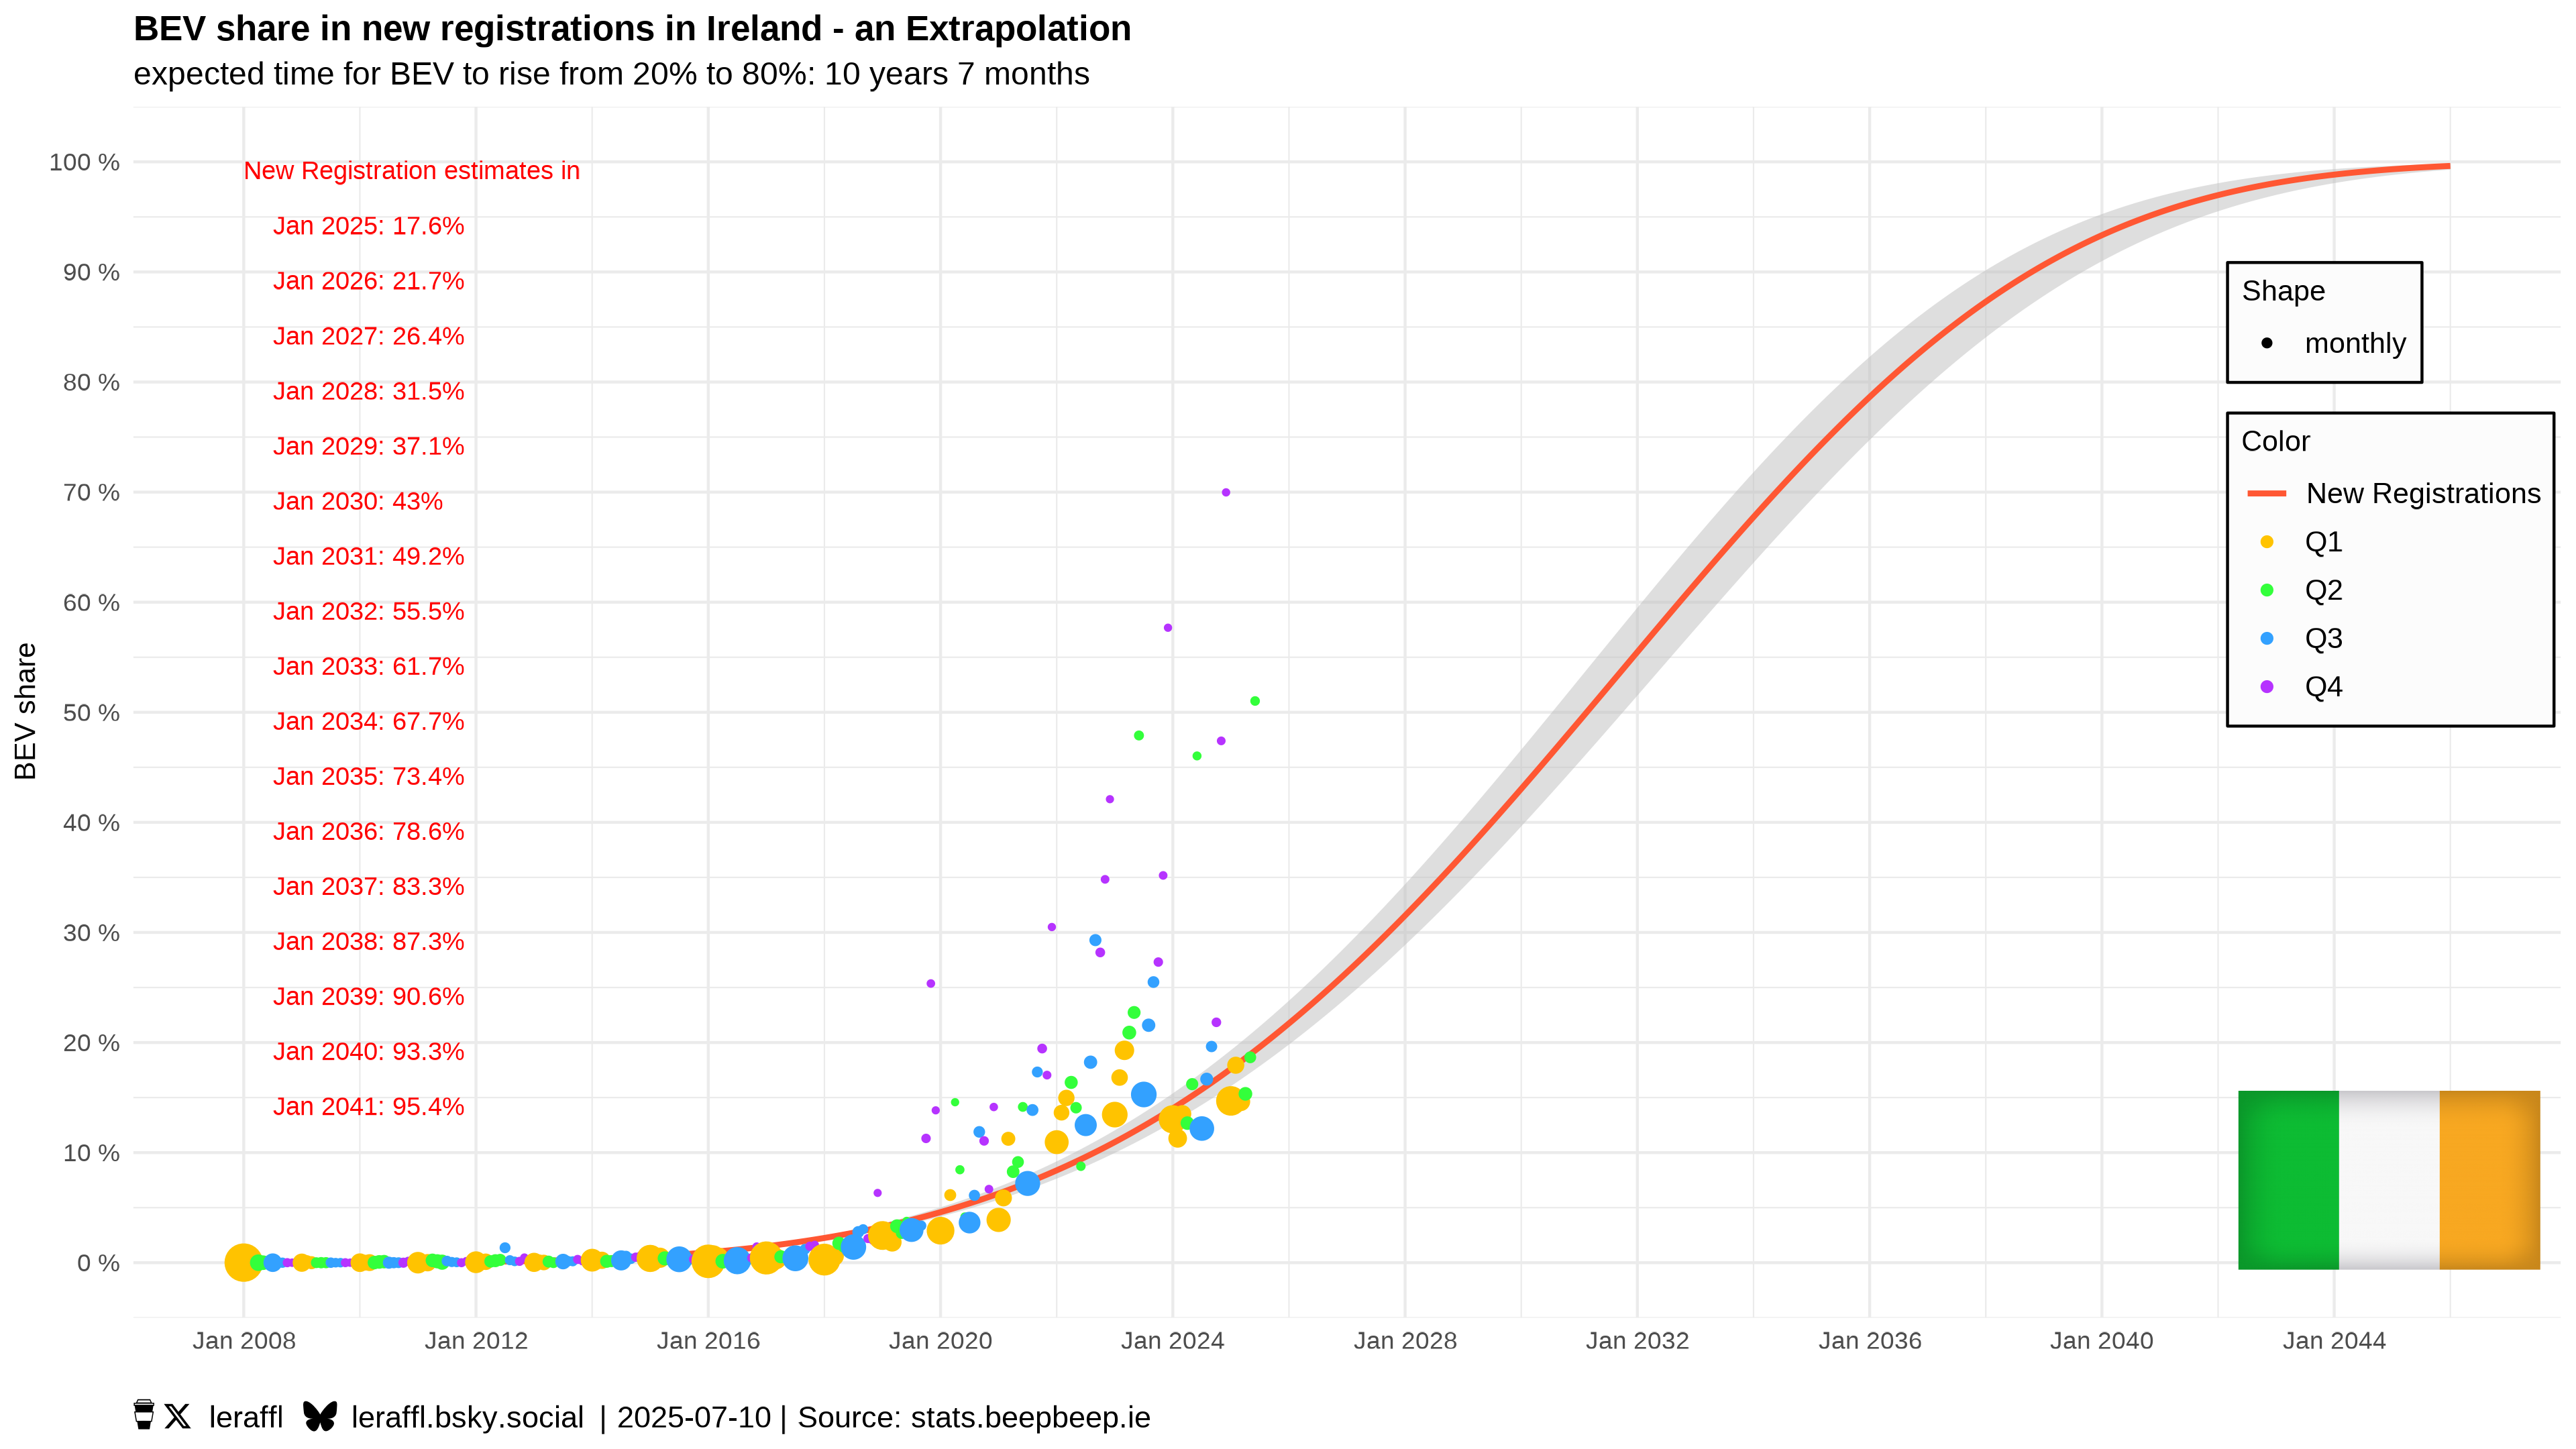 BEV share in new registrations in Ireland - an Extrapolation
expected time for BEV to rise from 20% to 80%: 10 years 7 months
BEV share
100 %
90 %
80 %
70 %
60 %
50 %
40 %
30 %
20 %
10 %
0 %
New Registration estimates in
Jan 2025: 17.6%
Jan 2026: 21.7%
Jan 2027: 26.4%
Jan 2028: 31.5%
Jan 2029: 37.1%
Jan 2030: 43%
Jan 2031: 49.2%
Jan 2032: 55.5%
Jan 2033: 61.7%
Jan 2034: 67.7%
Jan 2035: 73.4%
Jan 2036: 78.6%
Jan 2037: 83.3%
Jan 2038: 87.3%
Jan 2039: 90.6%
Jan 2040: 93.3%
Jan 2041: 95.4%
Shape
monthly
Color
New Registrations
Q1
Q2
Q3
Q4
Jan 2008 Jan 2012 Jan 2016 Jan 2020 Jan 2024 Jan 2028 Jan 2032 Jan 2036 Jan 2040 Jan 2044
leraffl leraffl.bsky.social | 2025-07-10 | Source: stats.beepbeep.ie